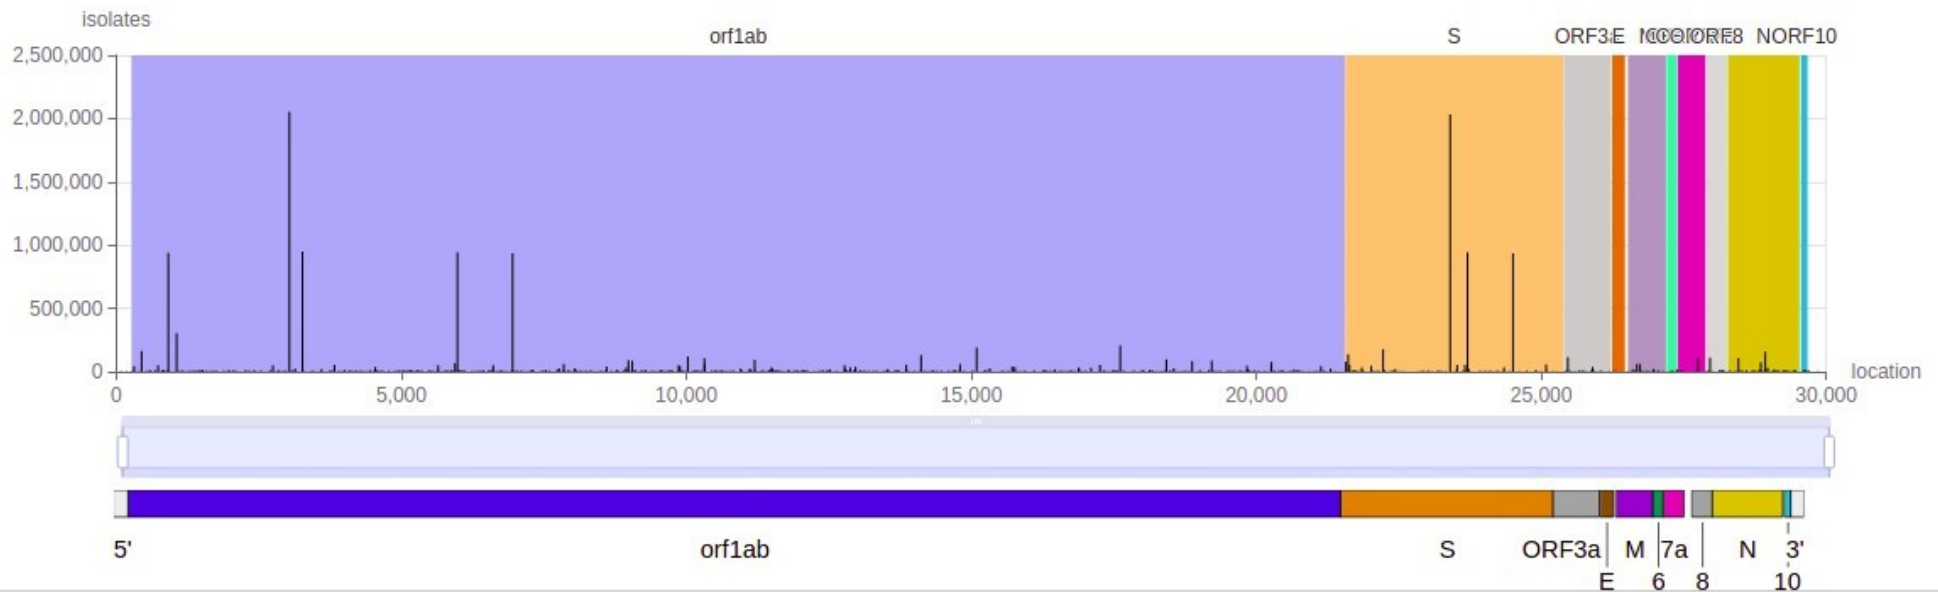 isolates
orf1ab S ORF3a E ORF8 N ORF10
2,500,000
2,000,000
1,500,000
1,000,000
500,000
0
location
0 5,000 10,000 15,000 20,000 25,000 30,000
5' orf1ab S ORF3a M 7a N 3'
E 6 8 10